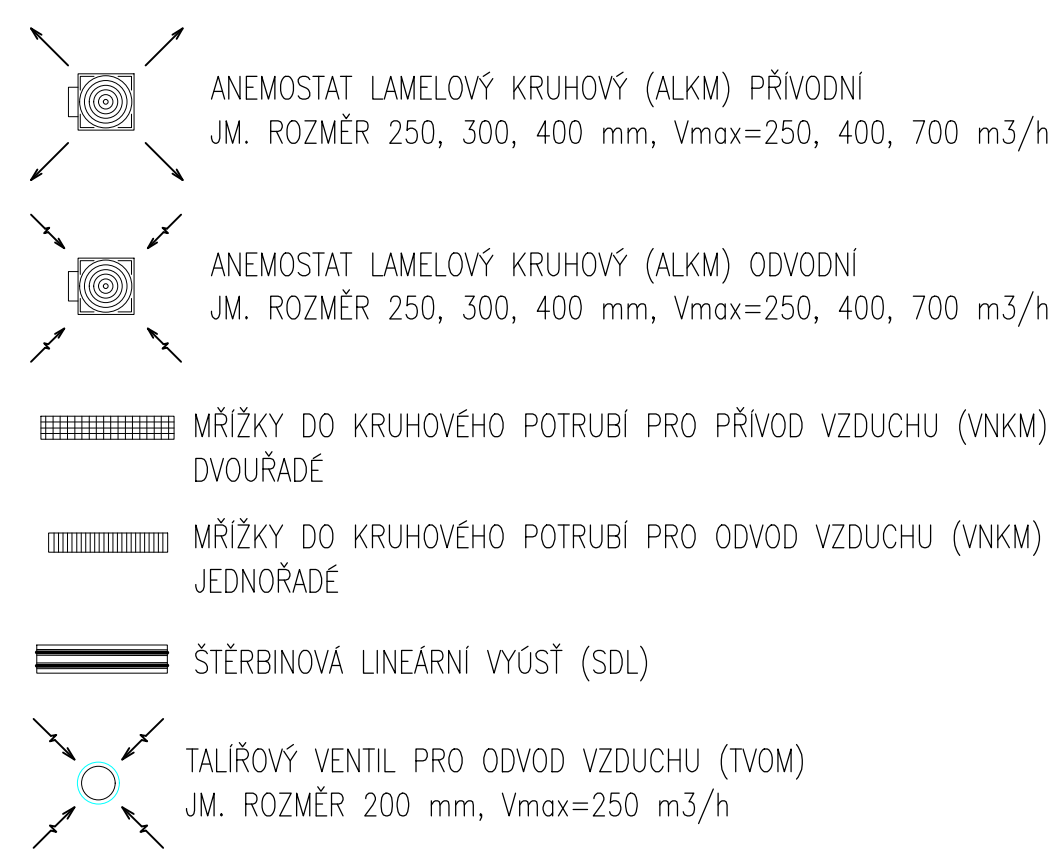 ANEMOSTAT LAMELOVÝ KRUHOVÝ (ALKM) PŘÍVODNÍ
JM. ROZMĚR 250, 300, 400 mm, Vmax=250, 400, 700 m3/h
ANEMOSTAT LAMELOVÝ KRUHOVÝ (ALKM) ODVODNÍ
JM. ROZMĚR 250, 300, 400 mm, Vmax=250, 400, 700 m3/h
MŘÍŽKY DO KRUHOVÉHO POTRUBÍ PRO PŘÍVOD VZDUCHU (VNKM)
DVOUŘADÉ
MŘÍŽKY DO KRUHOVÉHO POTRUBÍ PRO ODVOD VZDUCHU (VNKM)
JEDNOŘADÉ
ŠTĚRBINOVÁ LINEÁRNÍ VYÚSŤ (SDL)
TALÍŘOVÝ VENTIL PRO ODVOD VZDUCHU (TVOM)
JM. ROZMĚR 200 mm, Vmax=250 m3/h